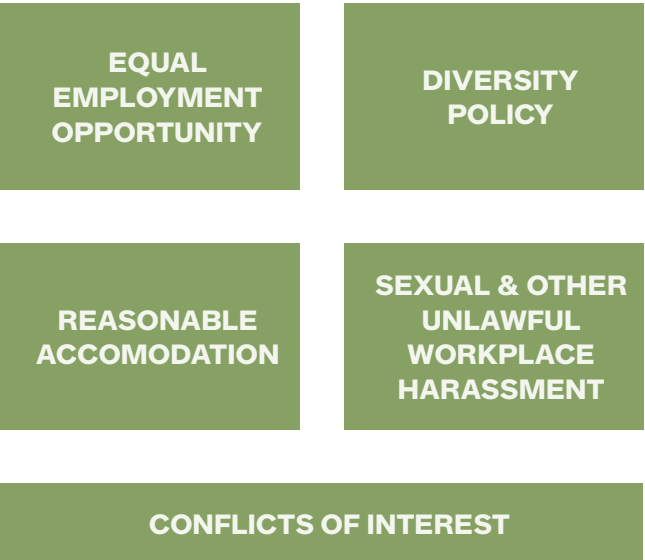 EQUAL
EMPLOYMENT
OPPORTUNITY
DIVERSITY
POLICY
REASONABLE
ACCOMODATION
SEXUAL & OTHER
UNLAWFUL
WORKPLACE
HARASSMENT
CONFLICTS OF INTEREST